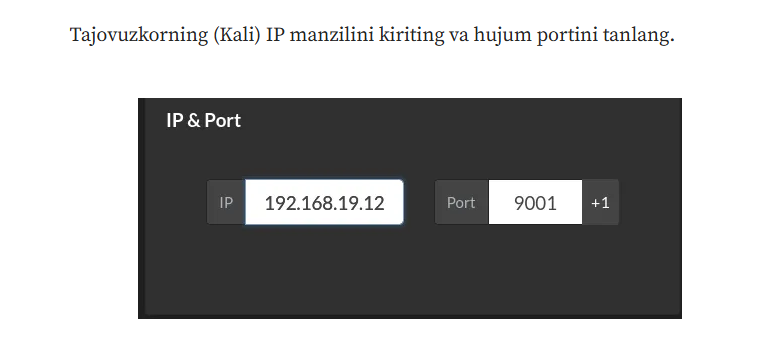 Tajovuzkorning (Kali) IP manzilini kiriting va hujum portini tanlang.
IP & Port
IP 192.168.19.12 Port 9001 +1